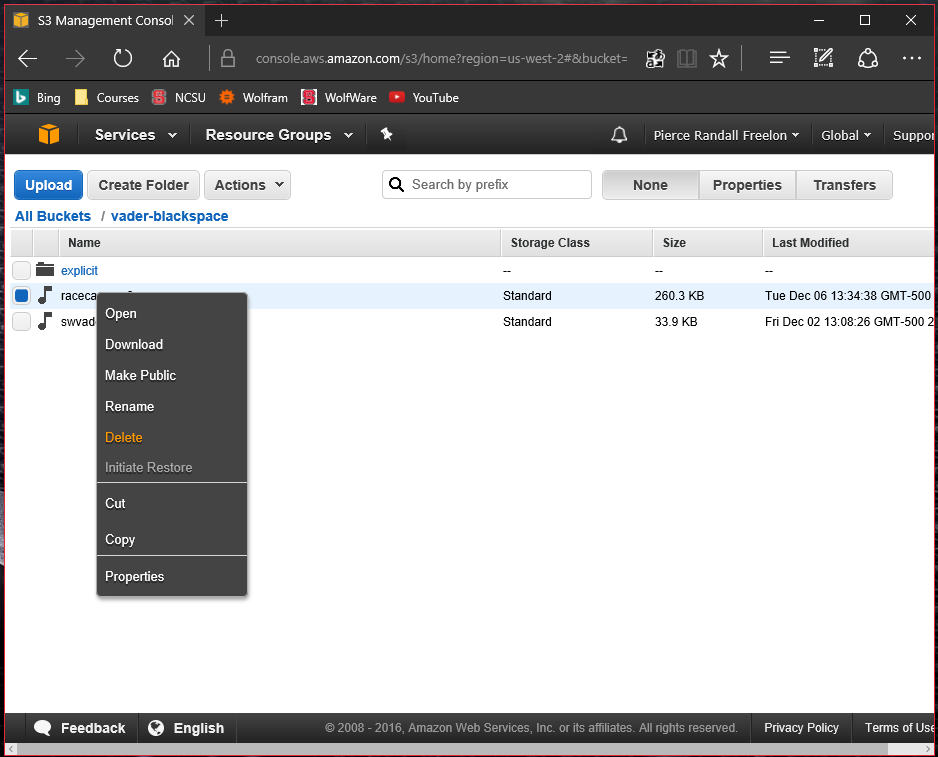 S3 Management Consol
console.aws.amazon.com/s3/home?region=us-west-2#&bucket=
Bing Courses NCSU Wolfram WolfWare YouTube
Services Resource Groups Pierce Randall Freelon Global Suppor
Upload Create Folder Actions Search by prefix None Properties Transfers
All Buckets / vader-blackspace
Name Storage Class Size Last Modified
explicit -- -- --
raceca Standard 260.3 KB Tue Dec 06 13:34:38 GMT-500
swvad Standard 33.9 KB Fri Dec 02 13:08:26 GMT-500 2
Open
Download
Make Public
Rename
Delete
Initiate Restore
Cut
Copy
Properties
Feedback English © 2008 - 2016, Amazon Web Services, Inc. or its affiliates. All rights reserved. Privacy Policy Terms of Use